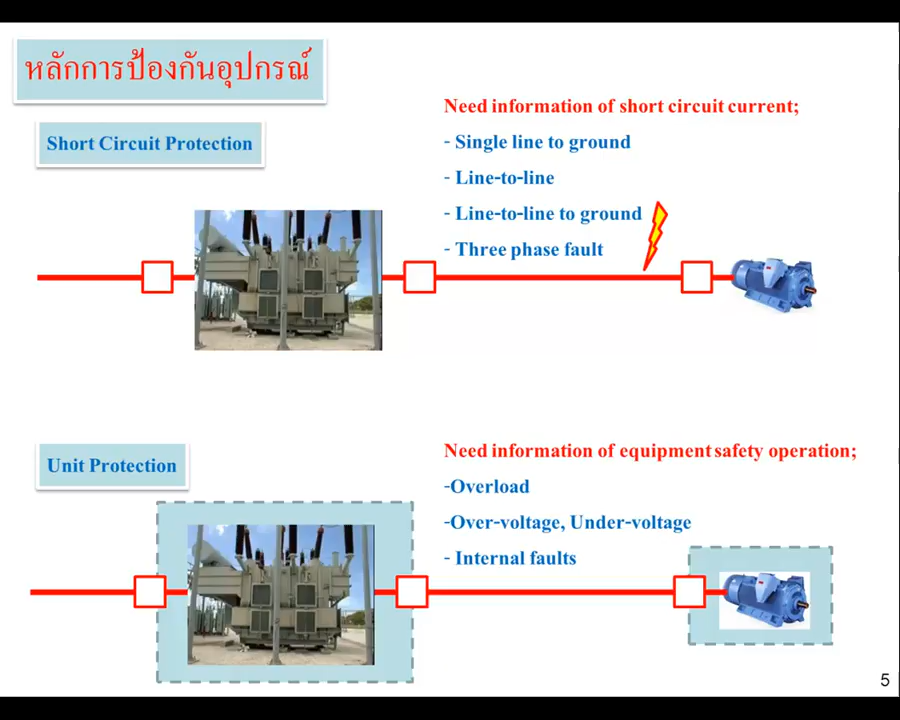 หลักการป้องกันอุปกรณ์
Short Circuit Protection
Need information of short circuit current;
- Single line to ground
- Line-to-line
- Line-to-line to ground
- Three phase fault
Unit Protection
Need information of equipment safety operation;
-Overload
-Over-voltage, Under-voltage
- Internal faults
5